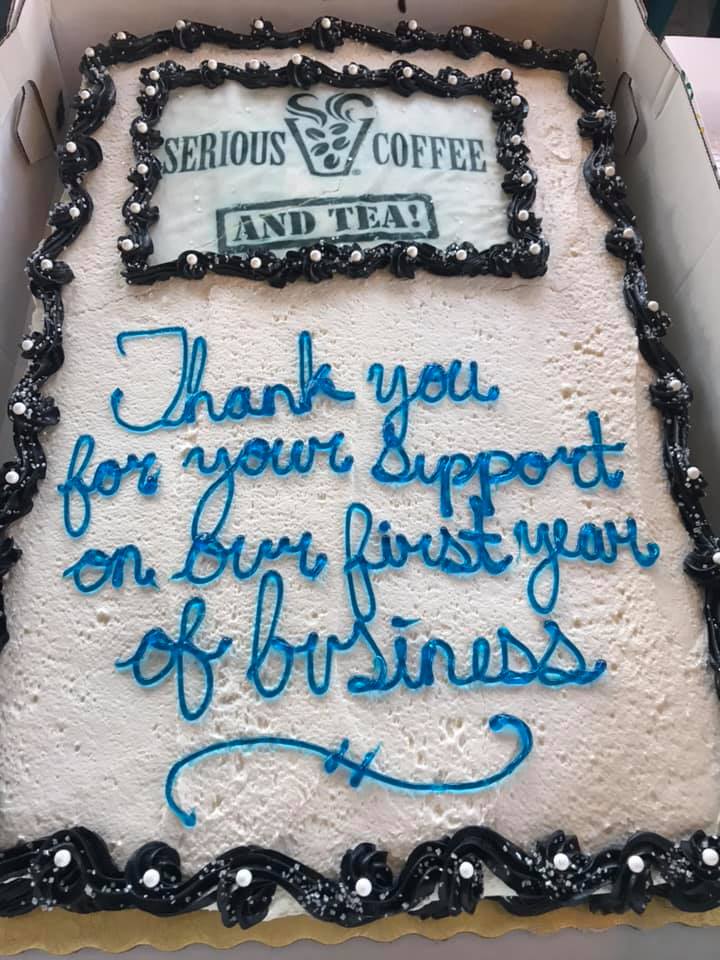 SERIOUS COFFEE
AND TEA!
Thank you
for your Support
on our first year
of business